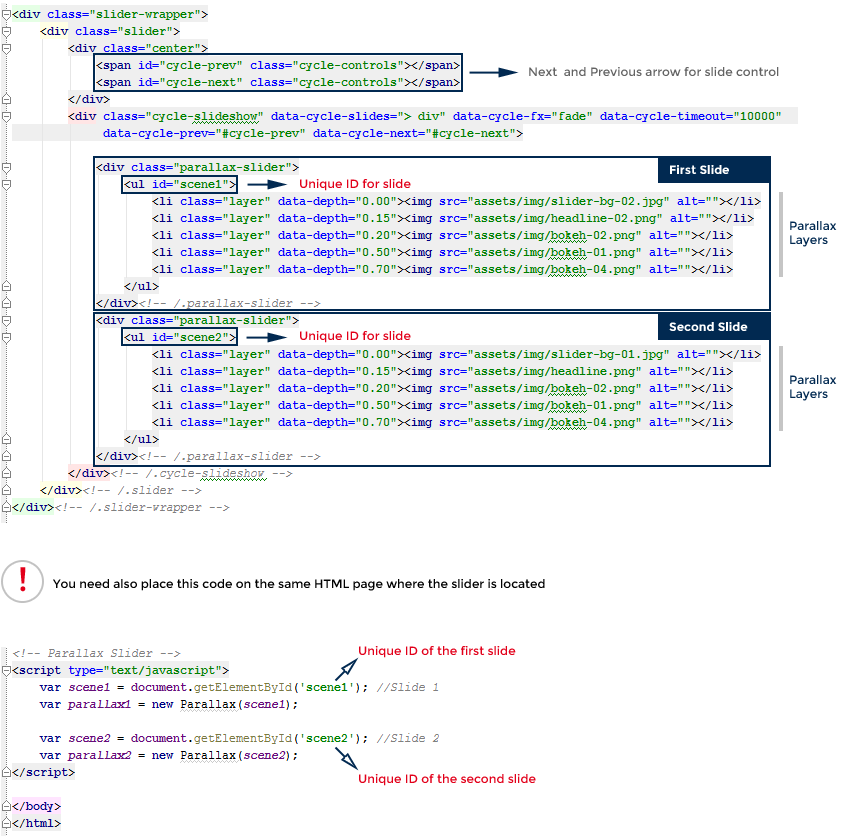 <div class="slider-wrapper">
<div class="slider">
<div class="center">
<span id="cycle-prev" class="cycle-controls"></span>
<span id="cycle-next" class="cycle-controls"></span>
Next and Previous arrow for slide control
</div>
<div class="cycle-slideshow" data-cycle-slides="> div" data-cycle-fx="fade" data-cycle-timeout="10000"
data-cycle-prev="#cycle-prev" data-cycle-next="#cycle-next">
<div class="parallax-slider">
First Slide
<ul id="scene1">
Unique ID for slide
<li class="layer" data-depth="0.00"><img src="assets/img/slider-bg-02.jpg" alt=""></li>
<li class="layer" data-depth="0.15"><img src="assets/img/headline-02.png" alt=""></li>
<li class="layer" data-depth="0.20"><img src="assets/img/bokeh-02.png" alt=""></li>
<li class="layer" data-depth="0.50"><img src="assets/img/bokeh-01.png" alt=""></li>
<li class="layer" data-depth="0.70"><img src="assets/img/bokeh-04.png" alt=""></li>
Parallax
Layers
</ul>
</div><!-- /.parallax-slider -->
<div class="parallax-slider">
Second Slide
<ul id="scene2">
Unique ID for slide
<li class="layer" data-depth="0.00"><img src="assets/img/slider-bg-01.jpg" alt=""></li>
<li class="layer" data-depth="0.15"><img src="assets/img/headline.png" alt=""></li>
<li class="layer" data-depth="0.20"><img src="assets/img/bokeh-02.png" alt=""></li>
<li class="layer" data-depth="0.50"><img src="assets/img/bokeh-01.png" alt=""></li>
<li class="layer" data-depth="0.70"><img src="assets/img/bokeh-04.png" alt=""></li>
Parallax
Layers
</ul>
</div><!-- /.parallax-slider -->
</div><!-- /.cycle-slideshow -->
</div><!-- /.slider -->
</div><!-- /.slider-wrapper -->
!
You need also place this code on the same HTML page where the slider is located
<!-- Parallax Slider -->
Unique ID of the first slide
<script type="text/javascript">
var scene1 = document.getElementById('scene1'); //Slide 1
var parallax1 = new Parallax(scene1);
var scene2 = document.getElementById('scene2'); //Slide 2
var parallax2 = new Parallax(scene2);
</script>
Unique ID of the second slide
</body>
</html>